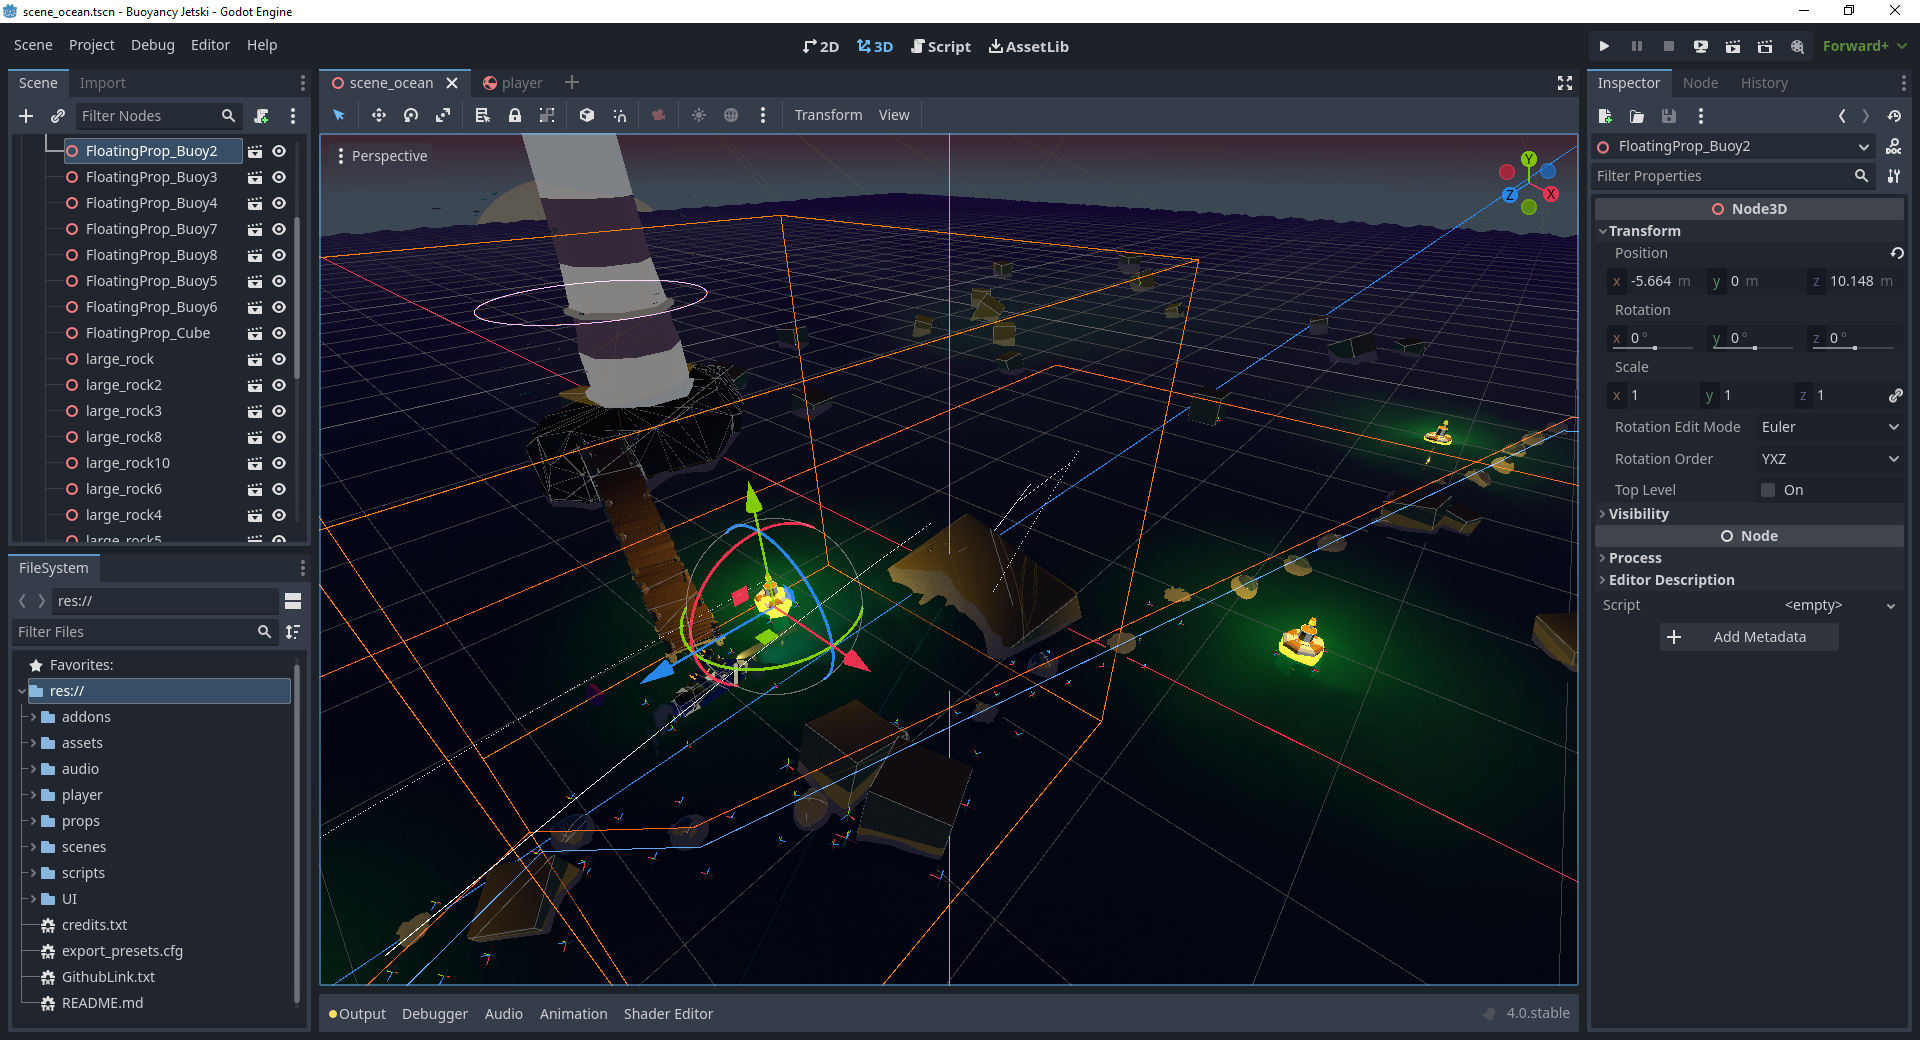 scene_ocean.tscn - Buoyancy Jetski - Godot Engine
Scene Project Debug Editor Help
2D 3D Script AssetLib
Forward+
Scene Import
Filter Nodes
FloatingProp_Buoy2
FloatingProp_Buoy3
FloatingProp_Buoy4
FloatingProp_Buoy7
FloatingProp_Buoy8
FloatingProp_Buoy5
FloatingProp_Buoy6
FloatingProp_Cube
large_rock
large_rock2
large_rock3
large_rock8
large_rock10
large_rock6
large_rock4
large_rock5
FileSystem
res://
Filter Files
Favorites:
res://
addons
assets
audio
player
props
scenes
scripts
UI
credits.txt
export_presets.cfg
GithubLink.txt
README.md
scene_ocean player
Transform View
Perspective
Y
Z X
Output Debugger Audio Animation Shader Editor
4.0.stable
Inspector Node History
FloatingProp_Buoy2
DOC
Filter Properties
Node3D
Transform
Position
x -5.664 m y 0 m z 10.148 m
Rotation
x 0 ° y 0 ° z 0 °
Scale
x 1 y 1 z 1
Rotation Edit Mode Euler
Rotation Order YXZ
Top Level On
Visibility
Node
Process
Editor Description
Script <empty>
Add Metadata